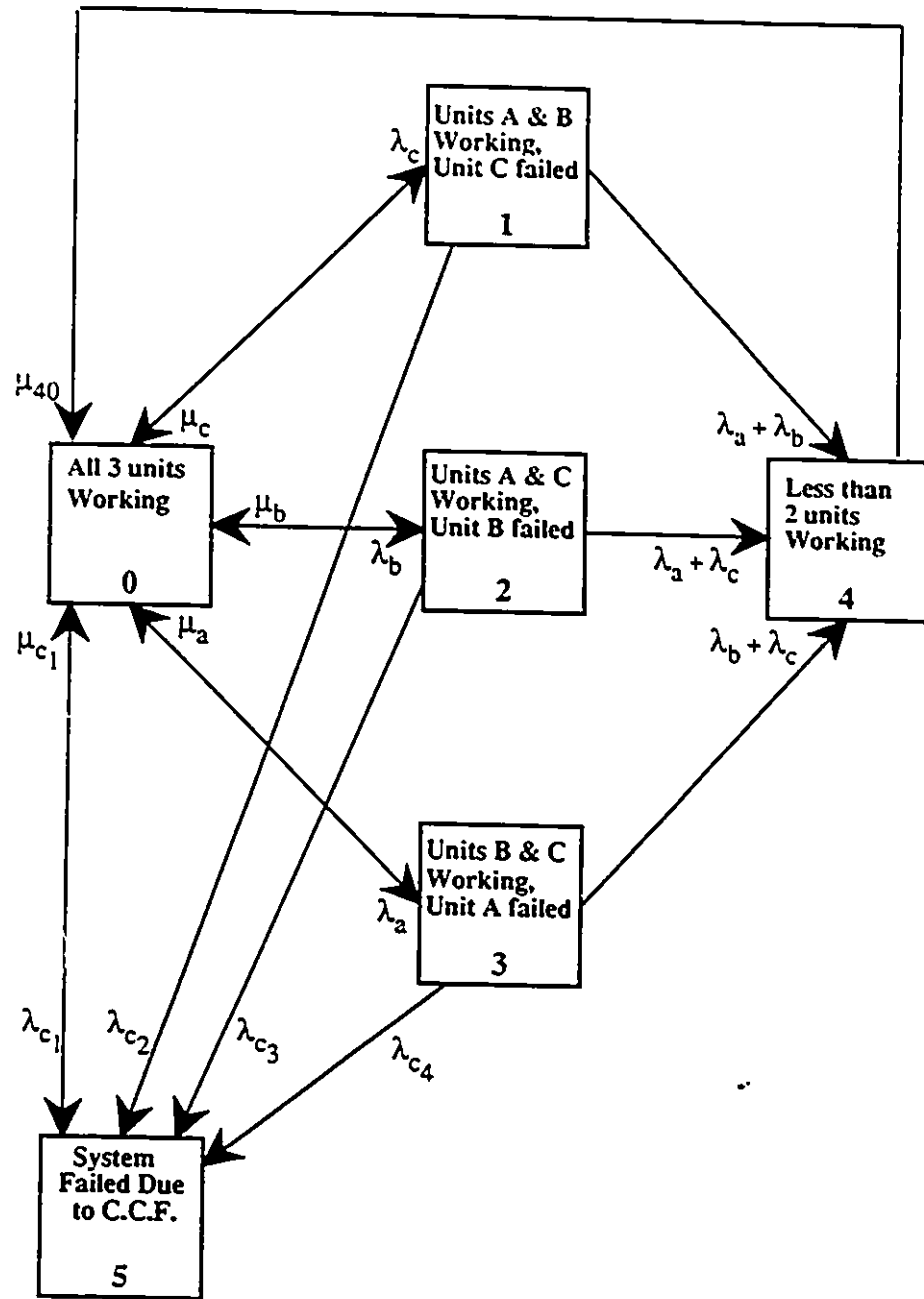 Units A & B
Working,
Unit C failed
1
λc
μ40
μc
λa + λb
All 3 units
Working
0
μb
λb
Units A & C
Working,
Unit B failed
2
λa + λc
Less than
2 units
Working
4
μc1
μa
λb + λc
Units B & C
Working,
Unit A failed
3
λa
λc1
λc2
λc3
λc4
System
Failed Due
to C.C.F.
5